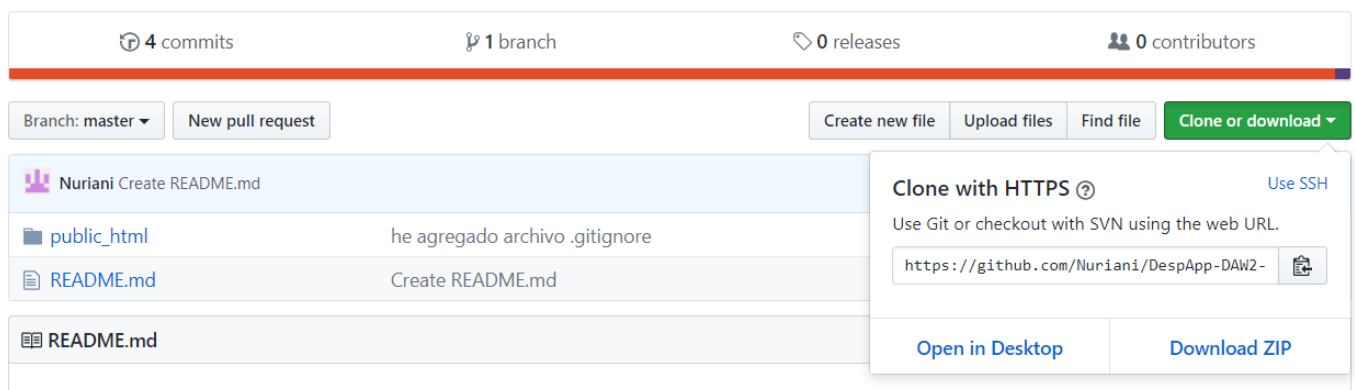 4 commits
1 branch
0 releases
0 contributors
Branch: master
New pull request
Create new file
Upload files
Find file
Clone or download
Nuriani Create README.md
Clone with HTTPS
Use SSH
Use Git or checkout with SVN using the web URL.
public_html
he agregado archivo .gitignore
https://github.com/Nuriani/DespApp-DAW2-
README.md
Create README.md
README.md
Open in Desktop
Download ZIP